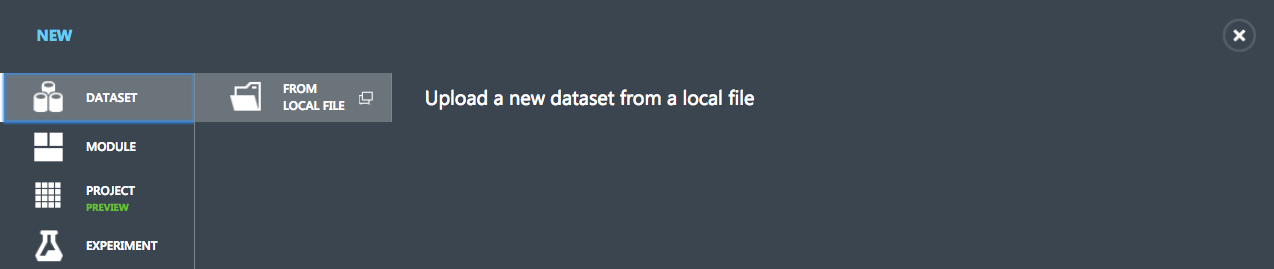 NEW
DATASET
FROM
LOCAL FILE
Upload a new dataset from a local file
MODULE
PROJECT
PREVIEW
EXPERIMENT